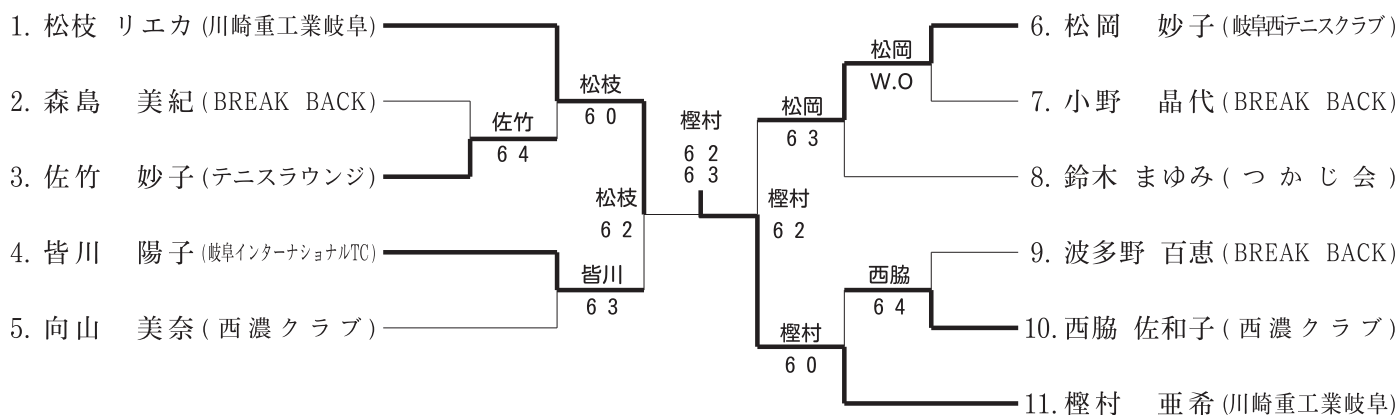 1. 松枝 リエカ (川崎重工業岐阜)
2. 森島 美紀 (BREAK BACK)
3. 佐竹 妙子 (テニスラウンジ)
4. 皆川 陽子 (岐阜インターナショナルTC)
5. 向山 美奈 (西濃クラブ)
佐竹
6 4
松枝
6 0
皆川
6 3
松枝
6 2
樫村
6 2
6 3
樫村
6 2
松岡
6 3
樫村
6 0
松岡
W.O
西脇
6 4
6. 松岡 妙子 (岐阜西テニスクラブ)
7. 小野 晶代 (BREAK BACK)
8. 鈴木 まゆみ (つかじ会)
9. 波多野 百恵 (BREAK BACK)
10. 西脇 佐和子 (西濃クラブ)
11. 樫村 亜希 (川崎重工業岐阜)